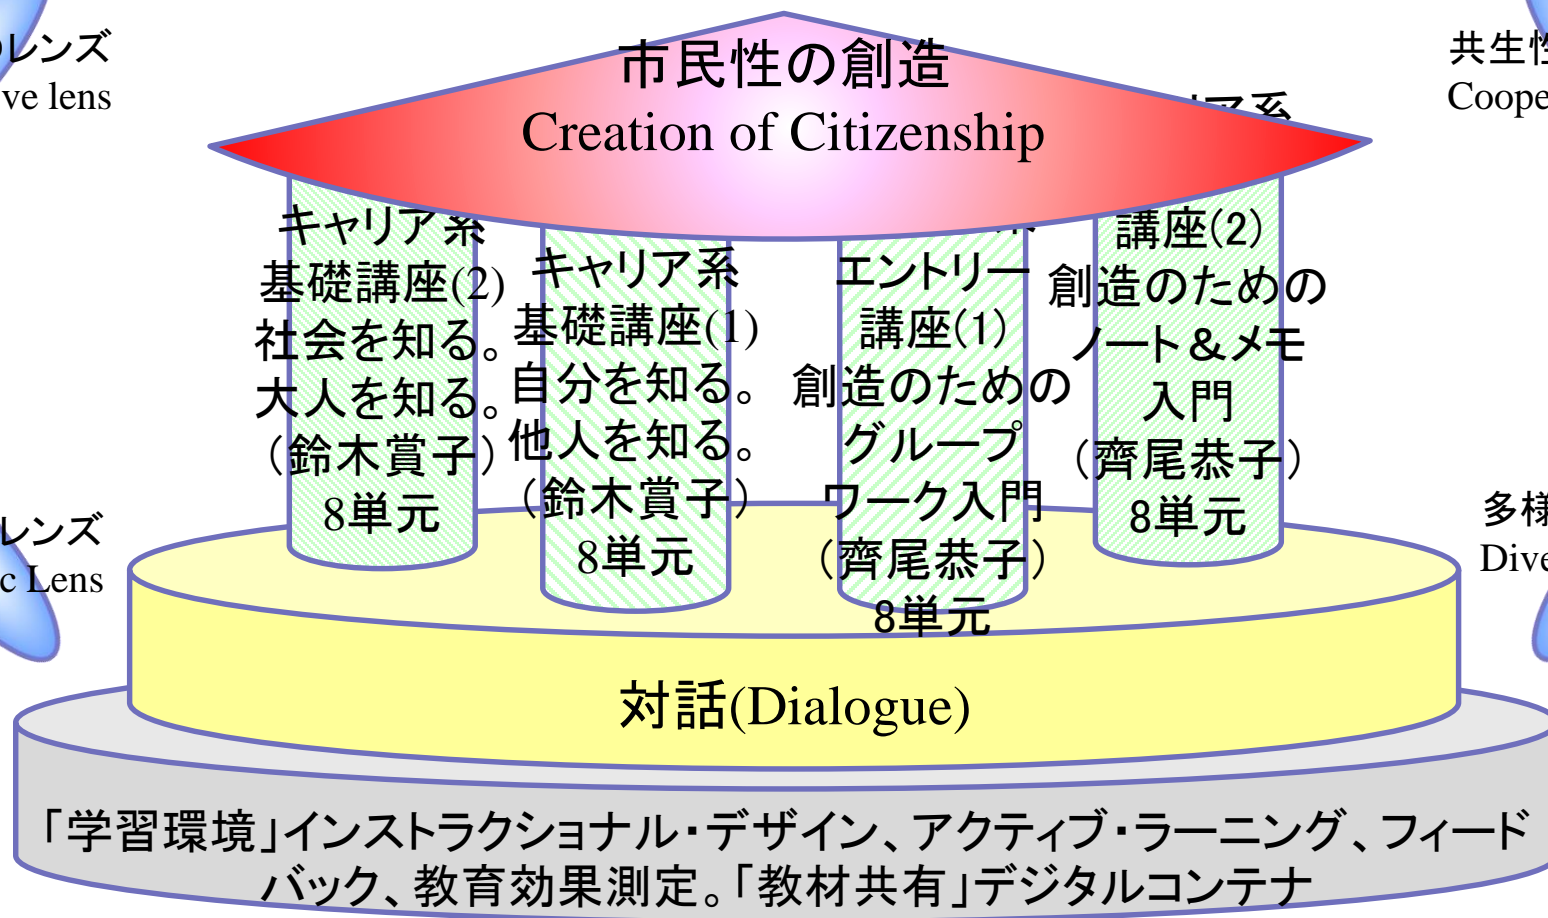 市民性の創造
Creation of Citizenship
レンズ
ve lens
共生性
Coope
キャリア系
基礎講座(2)
社会を知る。
大人を知る。
(鈴木賞子)
8単元
キャリア系
基礎講座(1)
自分を知る。
他人を知る。
(鈴木賞子)
8単元
エントリー
講座(1)
創造のための
グループ
ワーク入門
(齊尾恭子)
8単元
ア系
講座(2)
創造のための
ノート&メモ
入門
(齊尾恭子)
8単元
レンズ
c Lens
多様
Dive
対話(Dialogue)
「学習環境」インストラクショナル・デザイン、アクティブ・ラーニング、フィード
バック、教育効果測定。「教材共有」デジタルコンテナ